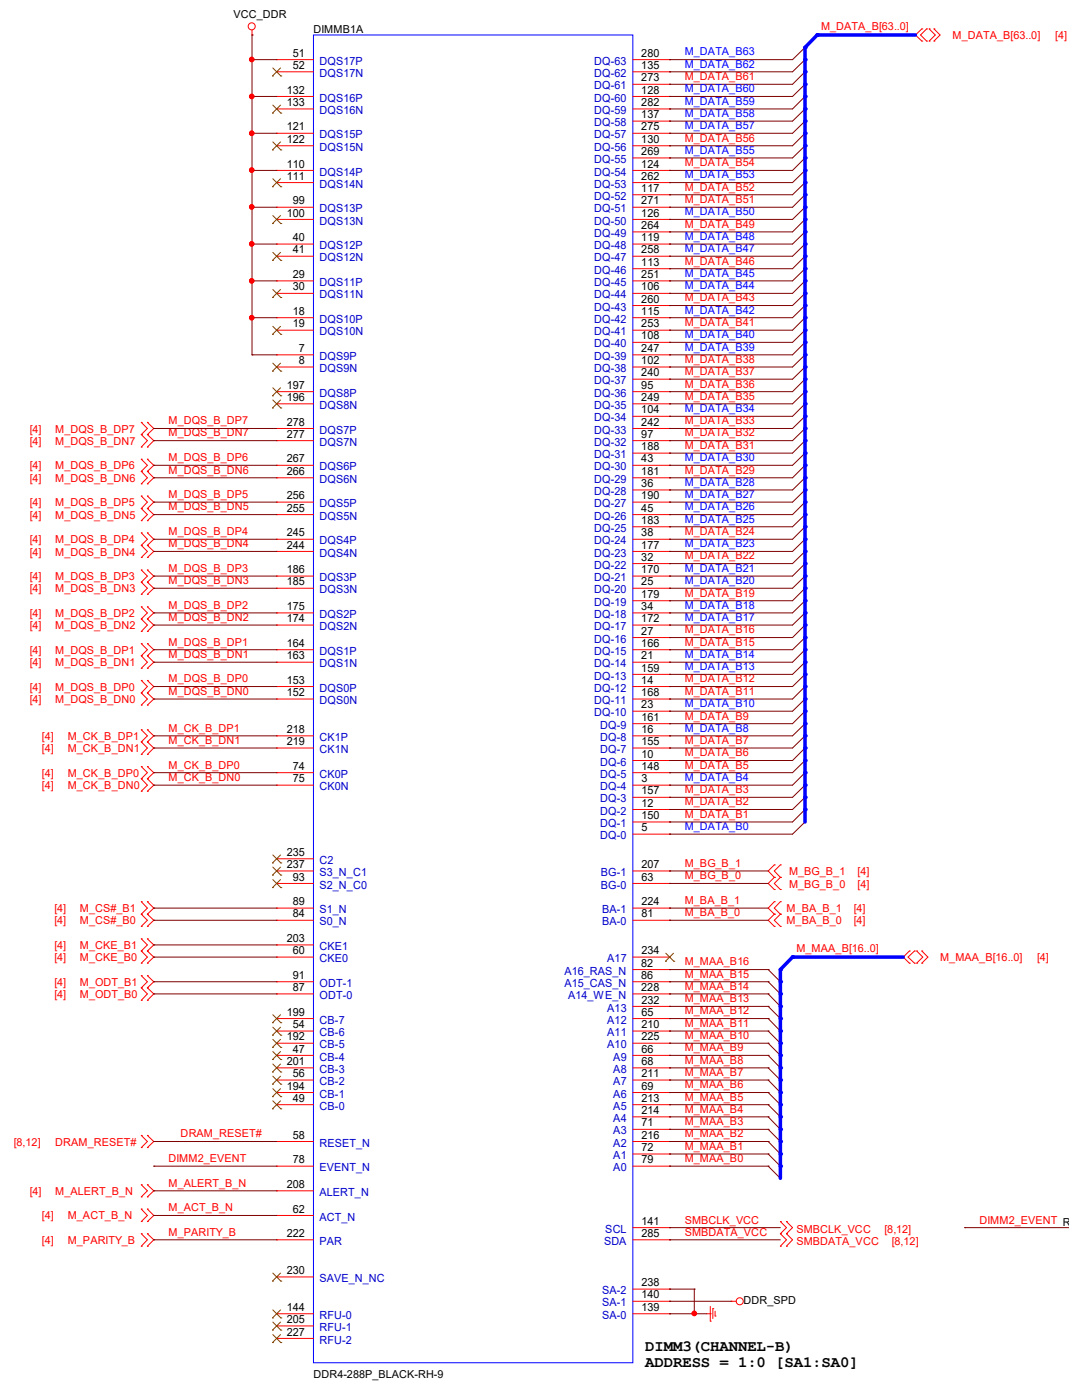 VCC_DDR
DIMMB1A
51 DQS17P
52 DQS17N
132 DQS16P
133 DQS16N
121 DQS15P
122 DQS15N
110 DQS14P
111 DQS14N
99 DQS13P
100 DQS13N
40 DQS12P
41 DQS12N
29 DQS11P
30 DQS11N
18 DQS10P
19 DQS10N
7 DQS9P
8 DQS9N
197 DQS8P
196 DQS8N
[4] M_DQS_B_DP7 M_DQS_B_DP7 278 DQS7P
[4] M_DQS_B_DN7 M_DQS_B_DN7 277 DQS7N
[4] M_DQS_B_DP6 M_DQS_B_DP6 267 DQS6P
[4] M_DQS_B_DN6 M_DQS_B_DN6 266 DQS6N
[4] M_DQS_B_DP5 M_DQS_B_DP5 256 DQS5P
[4] M_DQS_B_DN5 M_DQS_B_DN5 255 DQS5N
[4] M_DQS_B_DP4 M_DQS_B_DP4 245 DQS4P
[4] M_DQS_B_DN4 M_DQS_B_DN4 244 DQS4N
[4] M_DQS_B_DP3 M_DQS_B_DP3 186 DQS3P
[4] M_DQS_B_DN3 M_DQS_B_DN3 185 DQS3N
[4] M_DQS_B_DP2 M_DQS_B_DP2 175 DQS2P
[4] M_DQS_B_DN2 M_DQS_B_DN2 174 DQS2N
[4] M_DQS_B_DP1 M_DQS_B_DP1 164 DQS1P
[4] M_DQS_B_DN1 M_DQS_B_DN1 163 DQS1N
[4] M_DQS_B_DP0 M_DQS_B_DP0 153 DQS0P
[4] M_DQS_B_DN0 M_DQS_B_DN0 152 DQS0N
[4] M_CK_B_DP1 M_CK_B_DP1 218 CK1P
[4] M_CK_B_DN1 M_CK_B_DN1 219 CK1N
[4] M_CK_B_DP0 M_CK_B_DP0 74 CK0P
[4] M_CK_B_DN0 M_CK_B_DN0 75 CK0N
235 C2
237 S3_N_C1
93 S2_N_C0
[4] M_CS#_B1 89 S1_N
[4] M_CS#_B0 84 S0_N
[4] M_CKE_B1 203 CKE1
[4] M_CKE_B0 60 CKE0
[4] M_ODT_B1 91 ODT-1
[4] M_ODT_B0 87 ODT-0
199 CB-7
54 CB-6
192 CB-5
47 CB-4
201 CB-3
56 CB-2
194 CB-1
49 CB-0
[8,12] DRAM_RESET# DRAM_RESET# 58 RESET_N
DIMM2_EVENT 78 EVENT_N
[4] M_ALERT_B_N M_ALERT_B_N 208 ALERT_N
[4] M_ACT_B_N M_ACT_B_N 62 ACT_N
[4] M_PARITY_B M_PARITY_B 222 PAR
230 SAVE_N_NC
144 RFU-0
205 RFU-1
227 RFU-2
DDR4-288P_BLACK-RH-9
M_DATA_B[63..0] M_DATA_B[63..0] [4]
DQ-63 280 M_DATA_B63
DQ-62 135 M_DATA_B62
DQ-61 273 M_DATA_B61
DQ-60 128 M_DATA_B60
DQ-59 282 M_DATA_B59
DQ-58 137 M_DATA_B58
DQ-57 275 M_DATA_B57
DQ-56 130 M_DATA_B56
DQ-55 269 M_DATA_B55
DQ-54 124 M_DATA_B54
DQ-53 262 M_DATA_B53
DQ-52 117 M_DATA_B52
DQ-51 271 M_DATA_B51
DQ-50 126 M_DATA_B50
DQ-49 264 M_DATA_B49
DQ-48 119 M_DATA_B48
DQ-47 258 M_DATA_B47
DQ-46 113 M_DATA_B46
DQ-45 251 M_DATA_B45
DQ-44 106 M_DATA_B44
DQ-43 260 M_DATA_B43
DQ-42 115 M_DATA_B42
DQ-41 253 M_DATA_B41
DQ-40 108 M_DATA_B40
DQ-39 247 M_DATA_B39
DQ-38 102 M_DATA_B38
DQ-37 240 M_DATA_B37
DQ-36 95 M_DATA_B36
DQ-35 249 M_DATA_B35
DQ-34 104 M_DATA_B34
DQ-33 242 M_DATA_B33
DQ-32 97 M_DATA_B32
DQ-31 188 M_DATA_B31
DQ-30 43 M_DATA_B30
DQ-29 181 M_DATA_B29
DQ-28 36 M_DATA_B28
DQ-27 190 M_DATA_B27
DQ-26 45 M_DATA_B26
DQ-25 183 M_DATA_B25
DQ-24 38 M_DATA_B24
DQ-23 177 M_DATA_B23
DQ-22 32 M_DATA_B22
DQ-21 170 M_DATA_B21
DQ-20 25 M_DATA_B20
DQ-19 179 M_DATA_B19
DQ-18 34 M_DATA_B18
DQ-17 172 M_DATA_B17
DQ-16 27 M_DATA_B16
DQ-15 166 M_DATA_B15
DQ-14 21 M_DATA_B14
DQ-13 159 M_DATA_B13
DQ-12 14 M_DATA_B12
DQ-11 168 M_DATA_B11
DQ-10 23 M_DATA_B10
DQ-9 161 M_DATA_B9
DQ-8 16 M_DATA_B8
DQ-7 155 M_DATA_B7
DQ-6 10 M_DATA_B6
DQ-5 148 M_DATA_B5
DQ-4 3 M_DATA_B4
DQ-3 157 M_DATA_B3
DQ-2 12 M_DATA_B2
DQ-1 150 M_DATA_B1
DQ-0 5 M_DATA_B0
BG-1 207 M_BG_B_1 M_BG_B_1 [4]
BG-0 63 M_BG_B_0 M_BG_B_0 [4]
BA-1 224 M_BA_B_1 M_BA_B_1 [4]
BA-0 81 M_BA_B_0 M_BA_B_0 [4]
M_MAA_B[16..0] M_MAA_B[16..0] [4]
A17 234
A16_RAS_N 82 M_MAA_B16
A15_CAS_N 86 M_MAA_B15
A14_WE_N 228 M_MAA_B14
A13 232 M_MAA_B13
A12 65 M_MAA_B12
A11 210 M_MAA_B11
A10 225 M_MAA_B10
A9 66 M_MAA_B9
A8 68 M_MAA_B8
A7 211 M_MAA_B7
A6 69 M_MAA_B6
A5 213 M_MAA_B5
A4 214 M_MAA_B4
A3 71 M_MAA_B3
A2 216 M_MAA_B2
A1 72 M_MAA_B1
A0 79 M_MAA_B0
SCL 141 SMBCLK_VCC SMBCLK_VCC [8,12]
SDA 285 SMBDATA_VCC SMBDATA_VCC [8,12]
DIMM2_EVENT R
SA-2 238
SA-1 140 DDR_SPD
SA-0 139
DIMM3(CHANNEL-B)
ADDRESS = 1:0 [SA1:SA0]